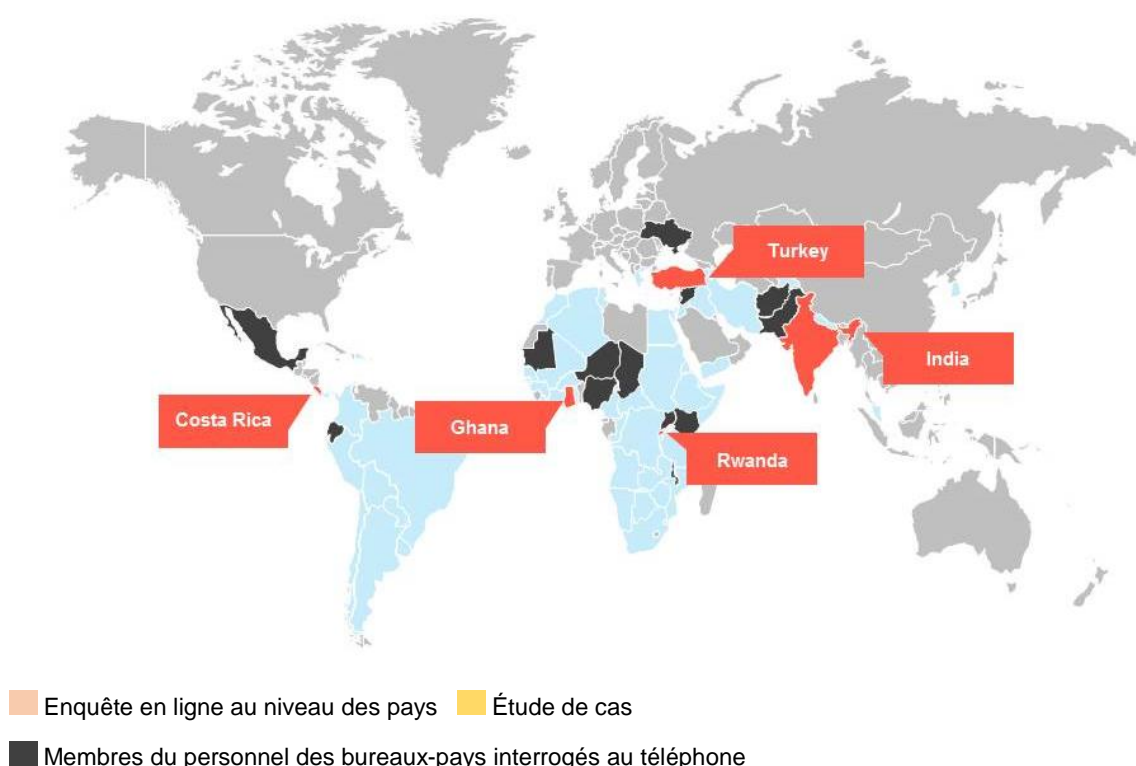 Turkey
India
Costa Rica
Ghana
Rwanda
Enquête en ligne au niveau des pays Étude de cas
Membres du personnel des bureaux-pays interrogés au téléphone